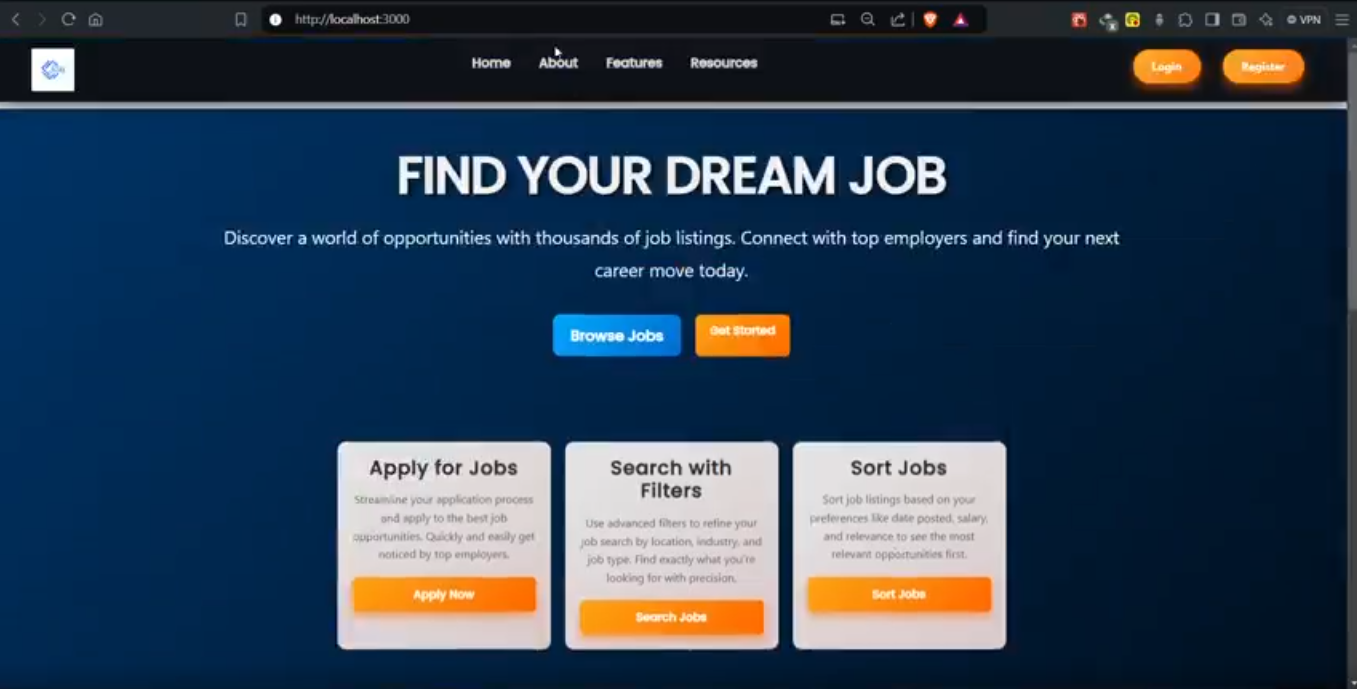 http://localhost:3000
VPN
Home About Features Resources
Login Register
FIND YOUR DREAM JOB
Discover a world of opportunities with thousands of job listings. Connect with top employers and find your next
career move today.
Browse Jobs Get Started
Apply for Jobs
Streamline your application process
and apply to the best job
opportunities. Quickly and easily get
noticed by top employers.
Apply Now
Search with
Filters
Use advanced filters to refine your
job search by location, industry, and
job type. Find exactly what you're
looking for with precision.
Search Jobs
Sort Jobs
Sort job listings based on your
preferences like date posted, salary,
and relevance to see the most
relevant opportunities first.
Sort Jobs